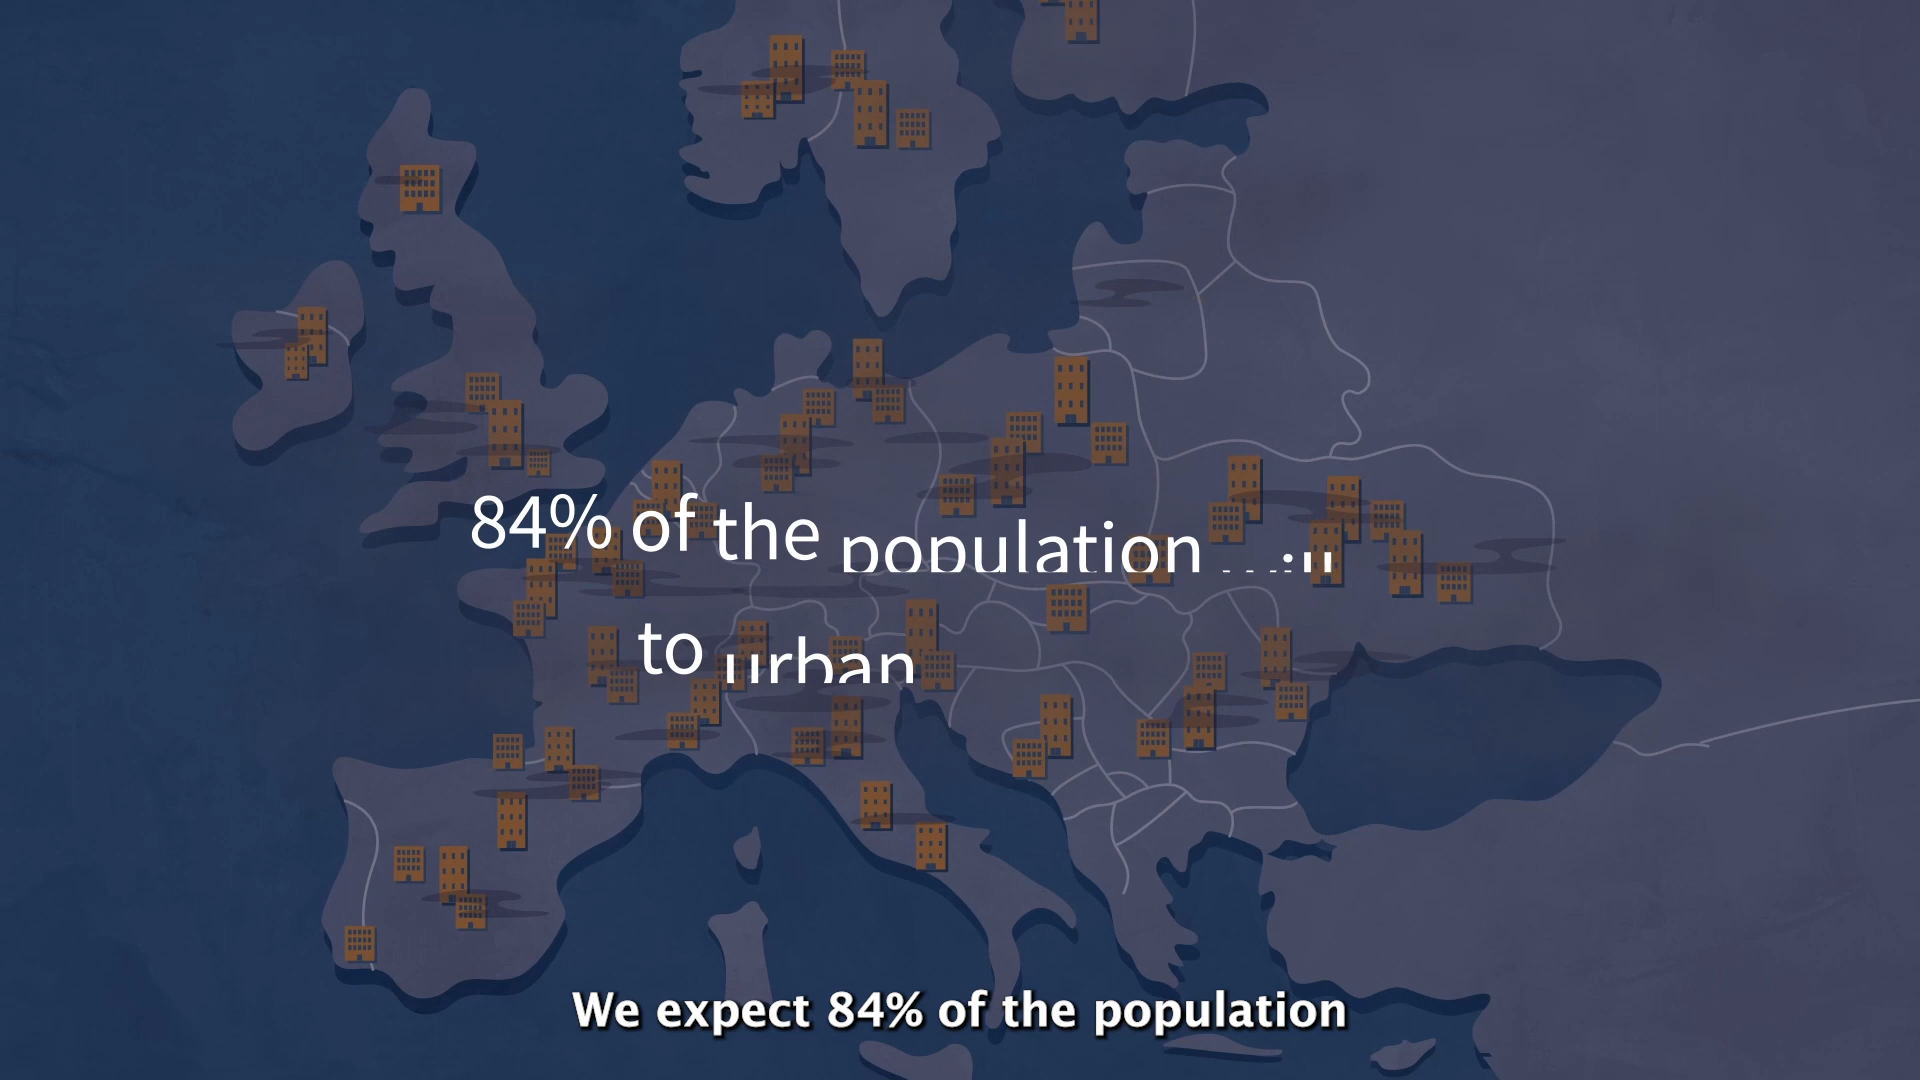 84% of the population
to urban
We expect 84% of the population